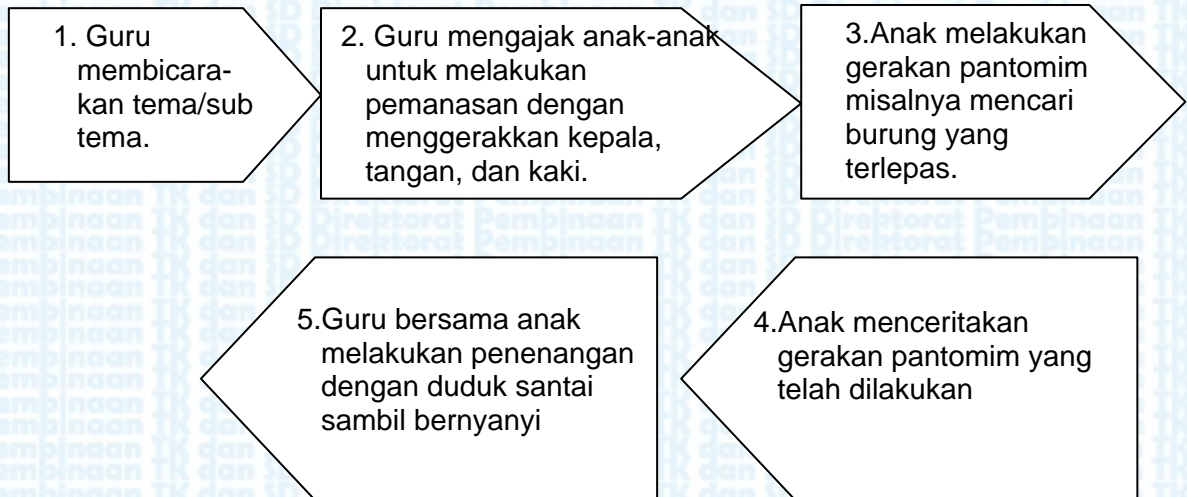 1. Guru
membicara-
kan tema/sub
tema.
2. Guru mengajak anak-anak
untuk melakukan
pemanasan dengan
menggerakkan kepala,
tangan, dan kaki.
3.Anak melakukan
gerakan pantomim
misalnya mencari
burung yang
terlepas.
4.Anak menceritakan
gerakan pantomim yang
telah dilakukan
5.Guru bersama anak
melakukan penenangan
dengan duduk santai
sambil bernyanyi